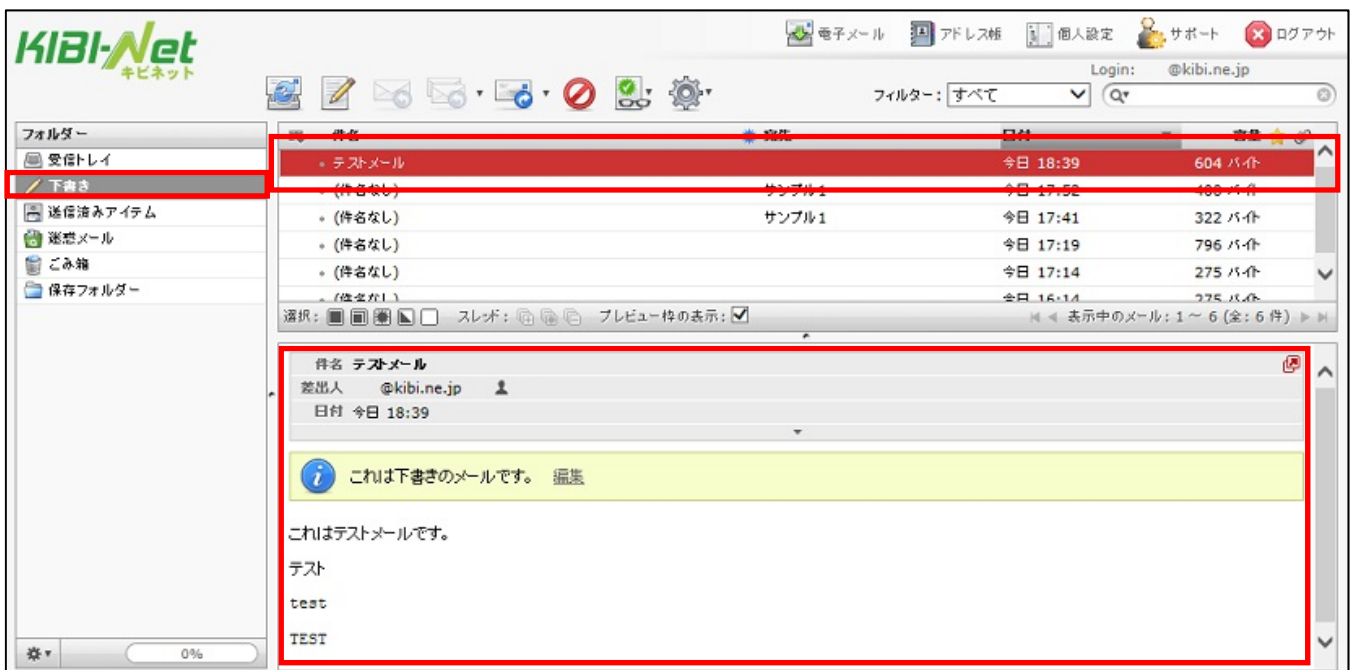 KIBI-Net
キビネット
電子メール アドレス帳 個人設定 サポート ログアウト
Login: @kibi.ne.jp
フィルター: すべて
フォルダー
受信トレイ
下書き
送信済みアイテム
迷惑メール
ごみ箱
保存フォルダー
件名 宛先 日付 容量
テストメール 今日 18:39 604 バイト
(件名なし) サンプル1 今日 17:52
(件名なし) サンプル1 今日 17:41 322 バイト
(件名なし) 今日 17:19 796 バイト
(件名なし) 今日 17:14 275 バイト
(件名なし) 今日 16:14 275 バイト
選択: スレッド: プレビュー枠の表示:
表示中のメール: 1 ~ 6 (全: 6 件)
件名 テストメール
差出人 @kibi.ne.jp
日付 今日 18:39
これは下書きのメールです。 編集
これはテストメールです。
テスト
test
TEST
0%